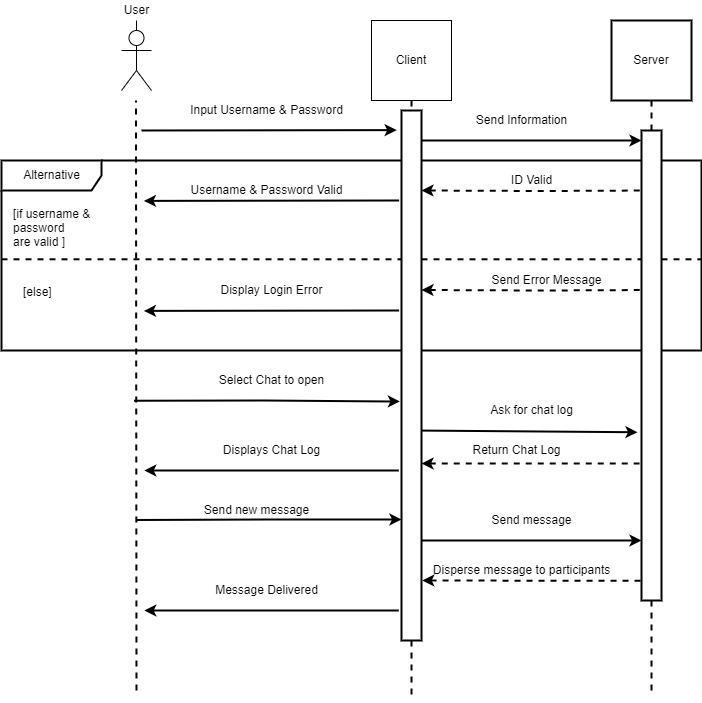 User
Client
Server
Input Username & Password
Send Information
Alternative
ID Valid
Username & Password Valid
[if username &
password
are valid ]
Send Error Message
[else]
Display Login Error
Select Chat to open
Ask for chat log
Displays Chat Log
Return Chat Log
Send new message
Send message
Disperse message to participants
Message Delivered